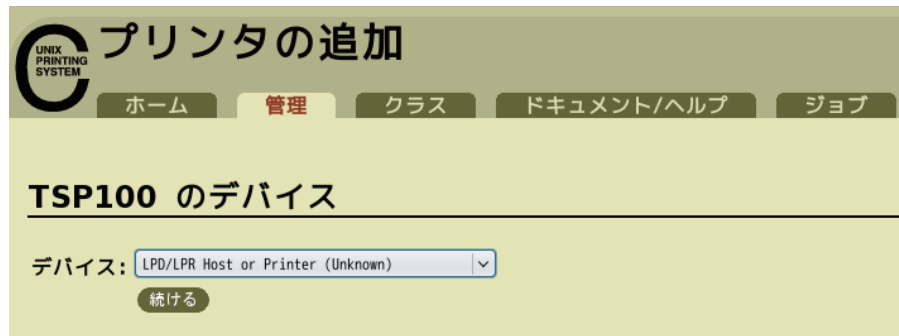 UNIX
PRINTING
SYSTEM
プリンタの追加
ホーム 管理 クラス ドキュメント/ヘルプ ジョブ
TSP100 のデバイス
デバイス: LPD/LPR Host or Printer (Unknown)
続ける